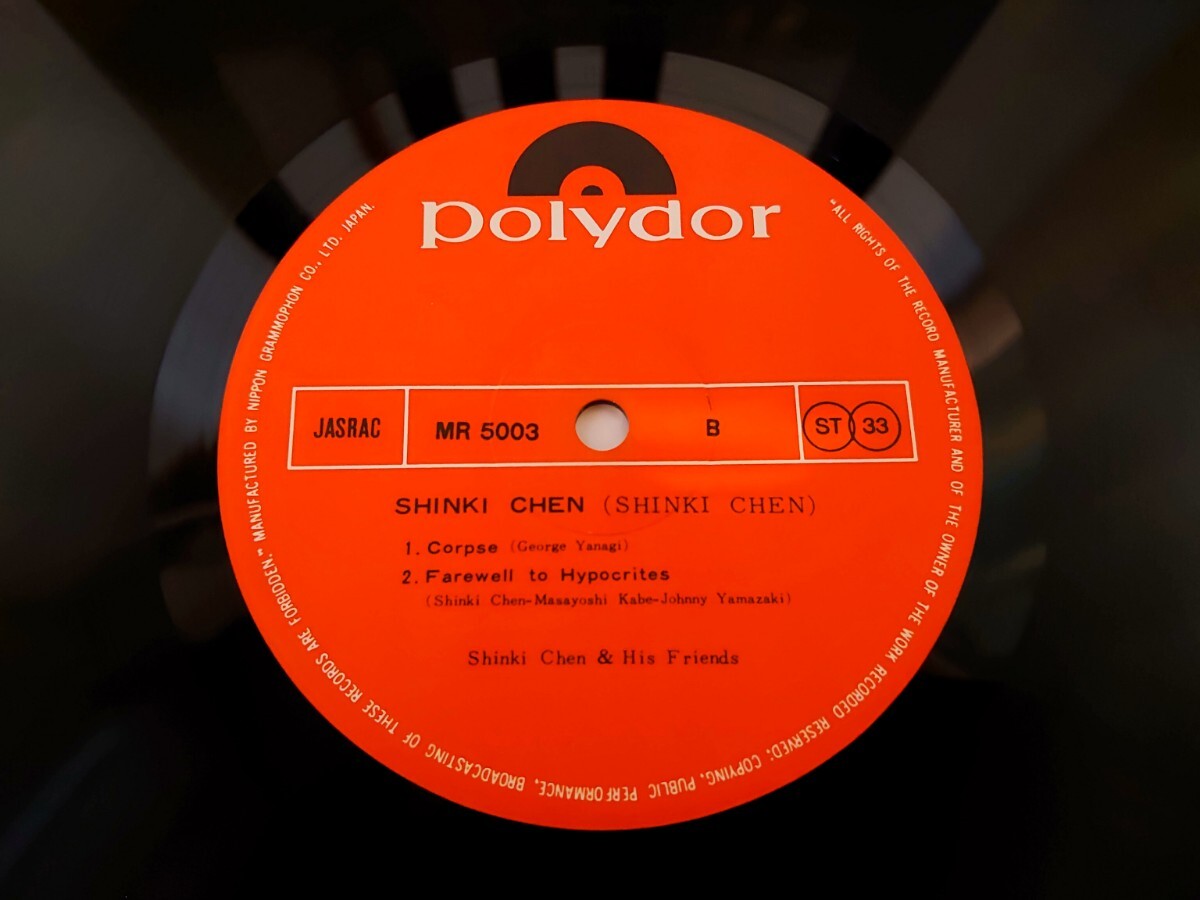 polydor
JASRAC MR 5003 B ST 33
SHINKI CHEN (SHINKI CHEN)
1. Corpse (George Yanagi)
2. Farewell to Hypocrites
(Shinki Chen-Masayoshi Kabe-Johnny Yamazaki)
Shinki Chen & His Friends
"ALL RIGHTS OF THE RECORD MANUFACTURER AND OF THE OWNER OF THE WORK RECORDED RESERVED; COPYING, PUBLIC PERFORMANCE, BROADCASTING OF THESE RECORDS ARE FORBIDDEN." MANUFACTURED BY NIPPON GRAMMOPHON CO., LTD. JAPAN.